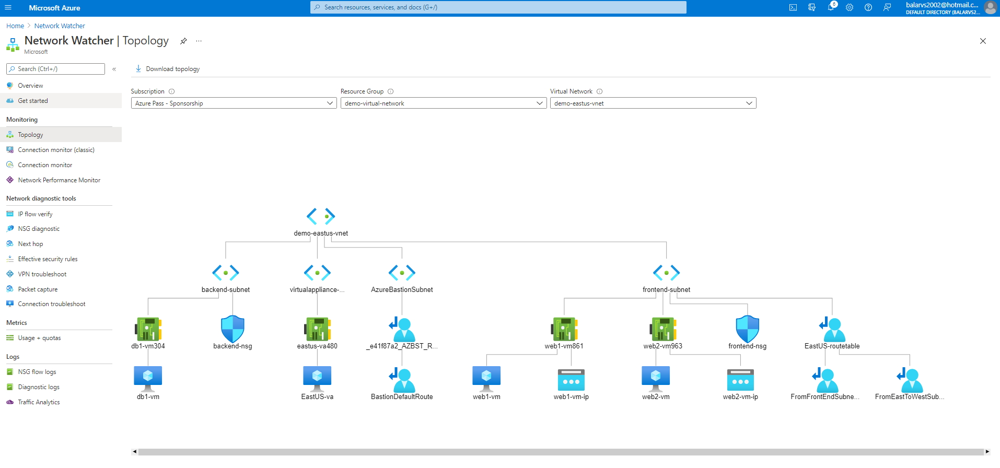 Microsoft Azure
Search resources, services, and docs (G+/)
6
balarvs2002@hotmail.c...
DEFAULT DIRECTORY (BALARVS2...
Home > Network Watcher
Network Watcher | Topology
Microsoft
Search (Ctrl+/)
Overview
Get started
Monitoring
Topology
Connection monitor (classic)
Connection monitor
Network Performance Monitor
Network diagnostic tools
IP flow verify
NSG diagnostic
Next hop
Effective security rules
VPN troubleshoot
Packet capture
Connection troubleshoot
Metrics
Usage + quotas
Logs
NSG flow logs
Diagnostic logs
Traffic Analytics
Download topology
Subscription
Resource Group
Virtual Network
Azure Pass - Sponsorship
demo-virtual-network
demo-eastus-vnet
demo-eastus-vnet
backend-subnet
virtualappliance-...
AzureBastionSubnet
frontend-subnet
db1-vm304
backend-nsg
eastus-va480
_e41f87a2_AZBST_R...
web1-vm861
web2-vm963
frontend-nsg
EastUS-routetable
db1-vm
EastUS-va
BastionDefaultRoute
web1-vm
web1-vm-ip
web2-vm
web2-vm-ip
FromFrontEndSubne...
FromEastToWestSub...